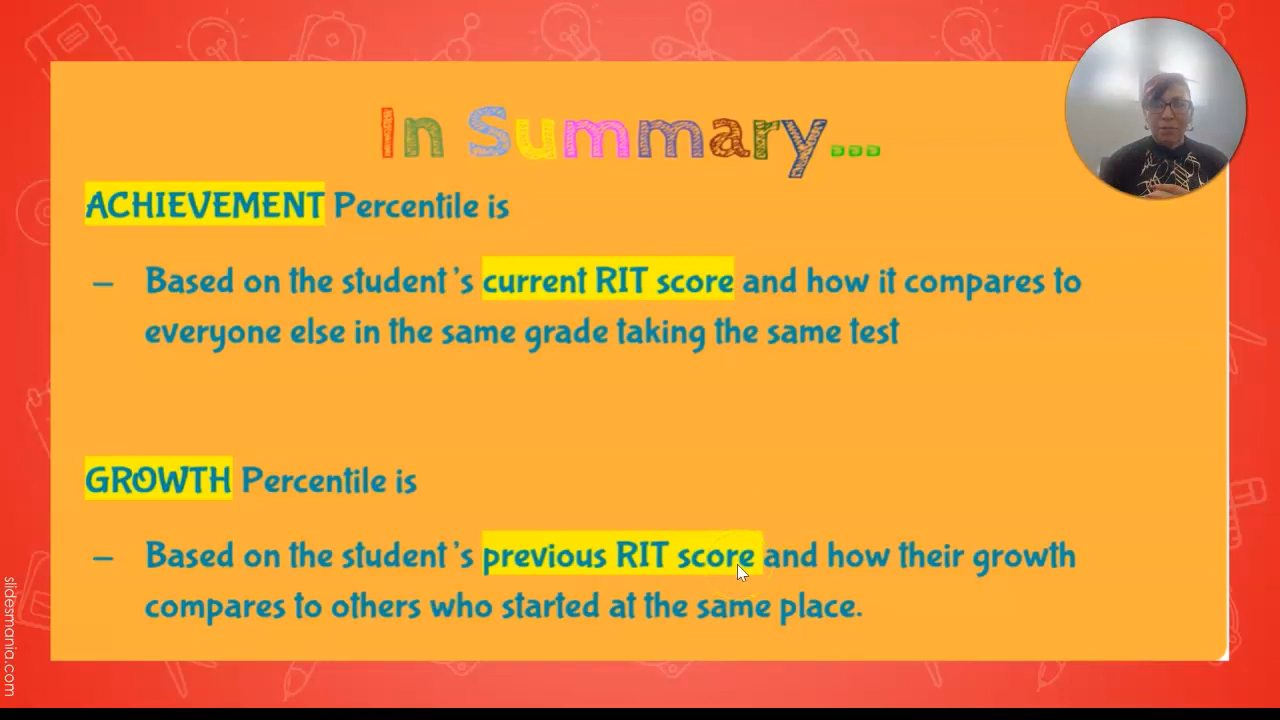 In Summary...
ACHIEVEMENT Percentile is
– Based on the student's current RIT score and how it compares to
everyone else in the same grade taking the same test
GROWTH Percentile is
– Based on the student's previous RIT score and how their growth
compares to others who started at the same place.
slidesmania.com